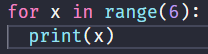 for x in range(6):
  print(x)